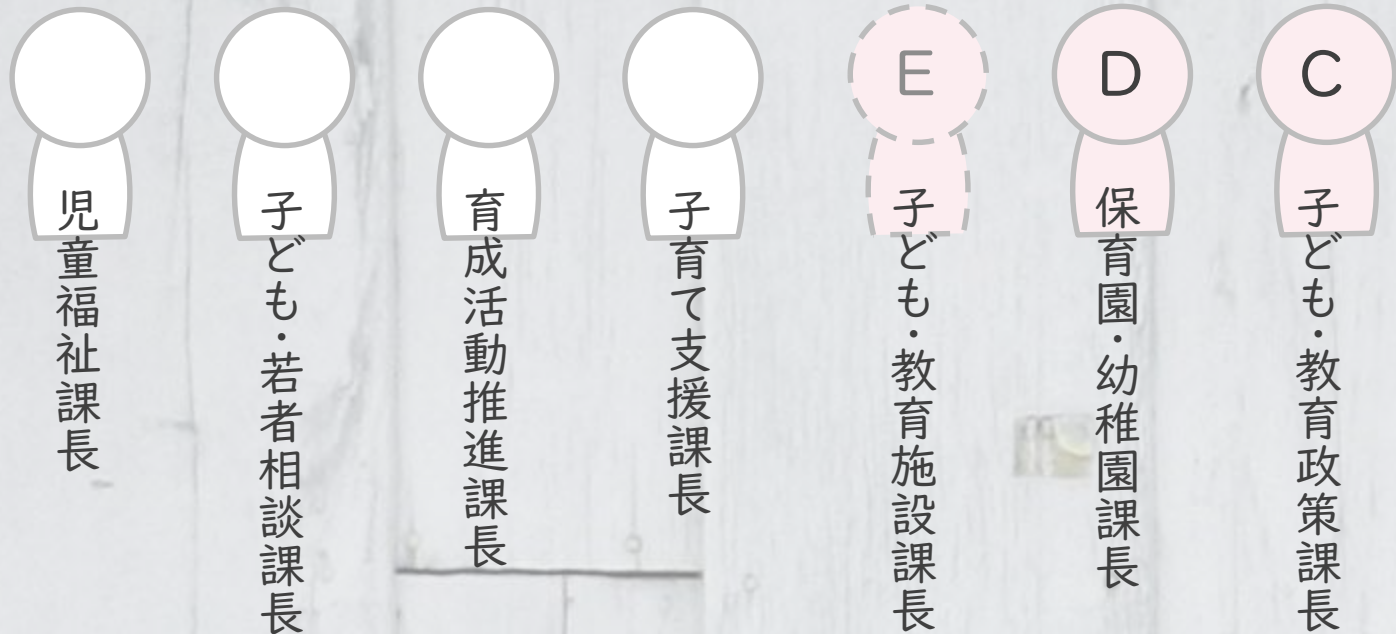 C
子ども・教育政策課長
D
保育園・幼稚園課長
E
子ども・教育施設課長
子育て支援課長
育成活動推進課長
子ども・若者相談課長
児童福祉課長